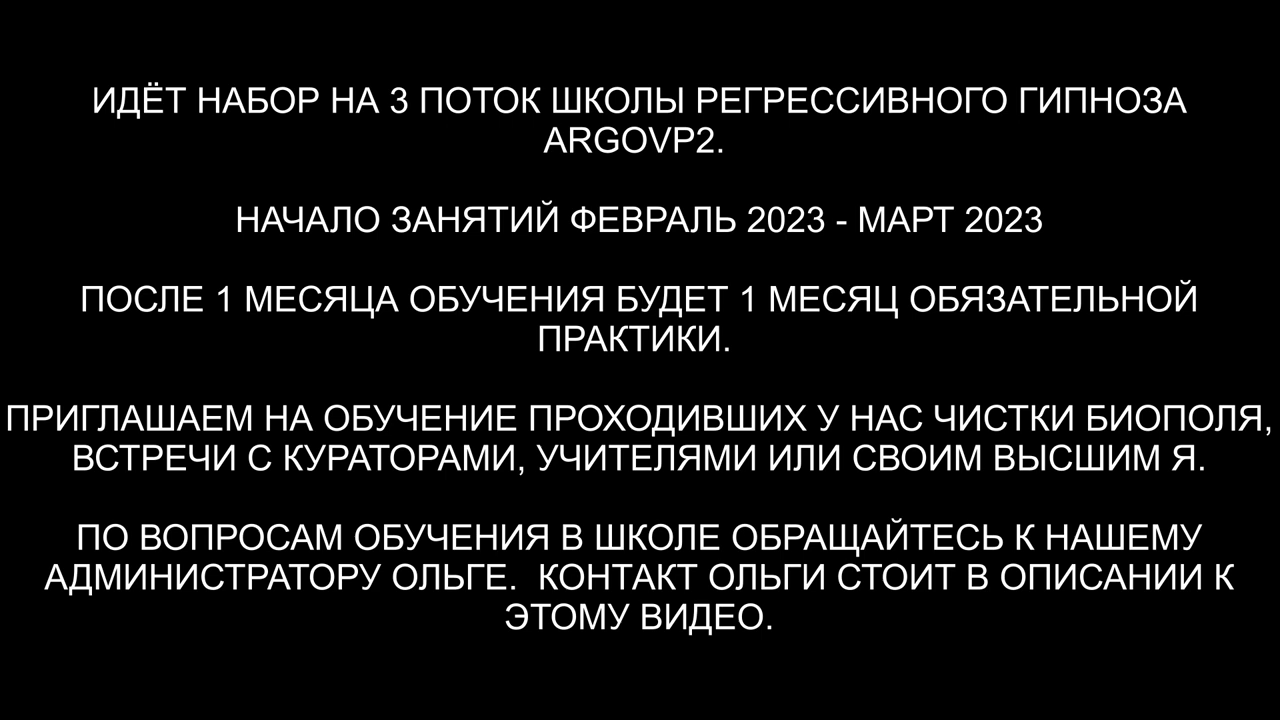 ИДЁТ НАБОР НА 3 ПОТОК ШКОЛЫ РЕГРЕССИВНОГО ГИПНОЗА
ARGOVP2.
НАЧАЛО ЗАНЯТИЙ ФЕВРАЛЬ 2023 - МАРТ 2023
ПОСЛЕ 1 МЕСЯЦА ОБУЧЕНИЯ БУДЕТ 1 МЕСЯЦ ОБЯЗАТЕЛЬНОЙ
ПРАКТИКИ.
ПРИГЛАШАЕМ НА ОБУЧЕНИЕ ПРОХОДИВШИХ У НАС ЧИСТКИ БИОПОЛЯ,
ВСТРЕЧИ С КУРАТОРАМИ, УЧИТЕЛЯМИ ИЛИ СВОИМ ВЫСШИМ Я.
ПО ВОПРОСАМ ОБУЧЕНИЯ В ШКОЛЕ ОБРАЩАЙТЕСЬ К НАШЕМУ
АДМИНИСТРАТОРУ ОЛЬГЕ.  КОНТАКТ ОЛЬГИ СТОИТ В ОПИСАНИИ К
ЭТОМУ ВИДЕО.